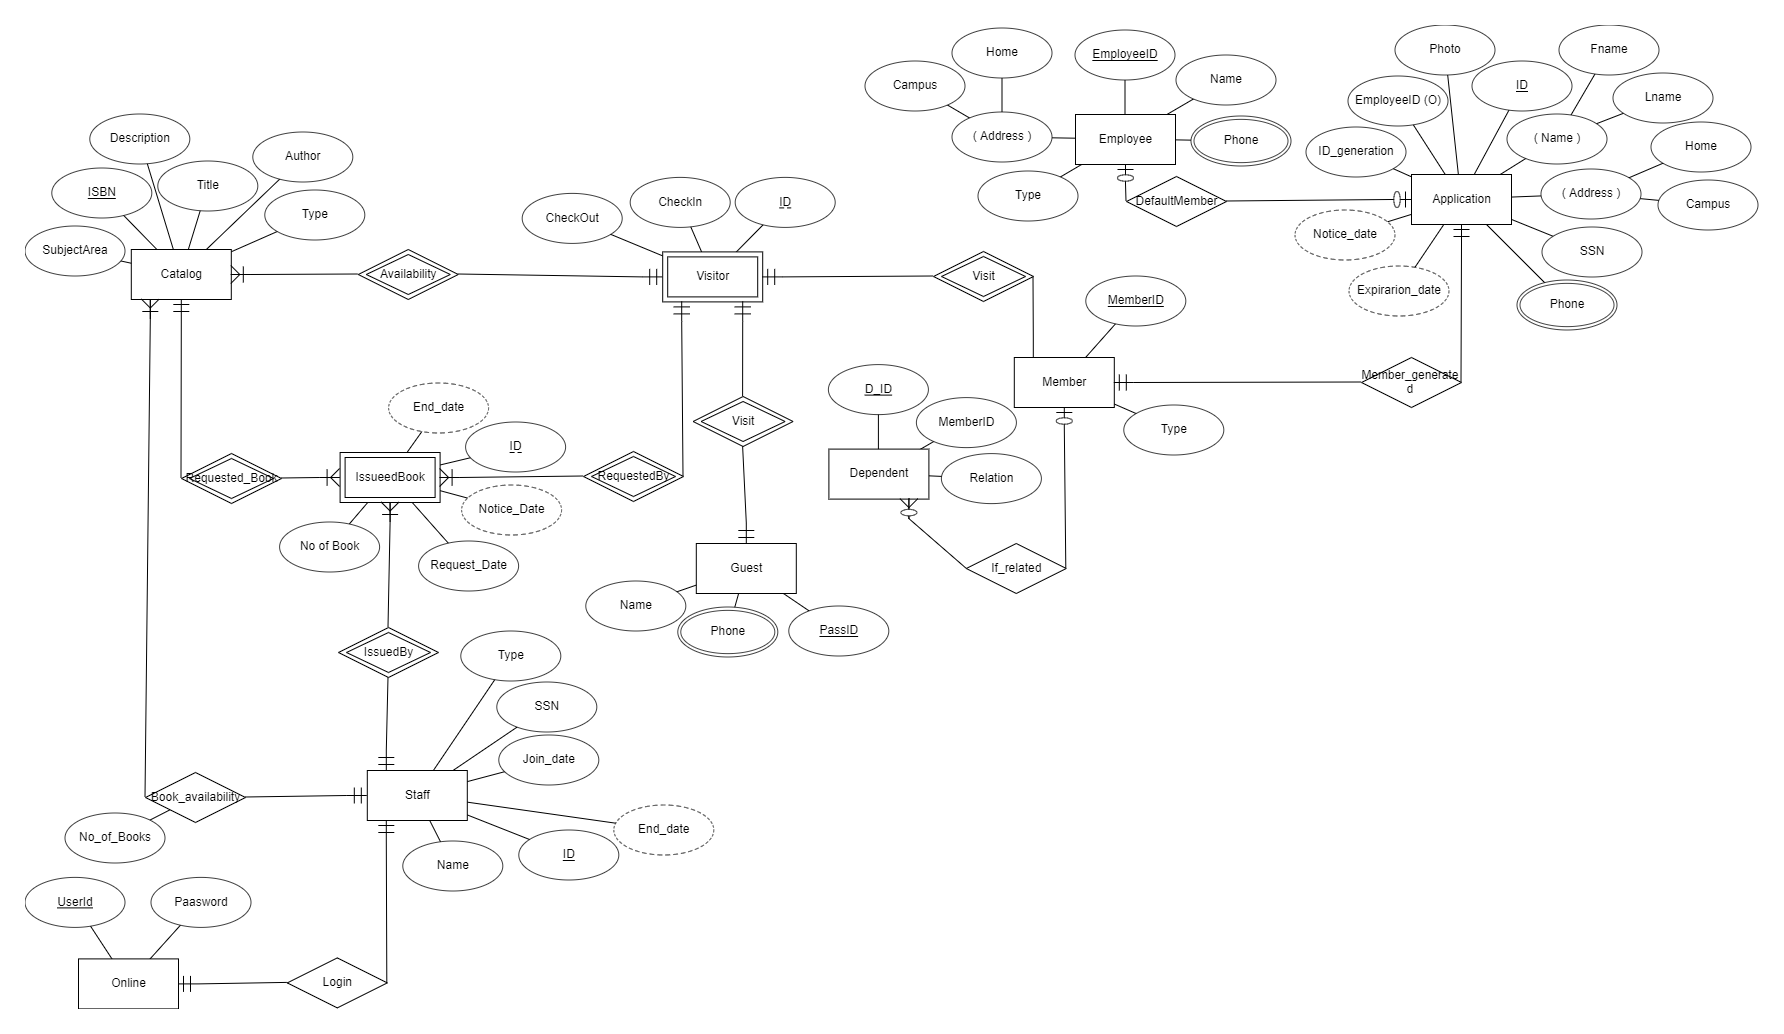 Photo
Fname
Home
EmployeeID
ID
Name
Campus
EmployeeID (O)
Lname
( Address )
Employee
Phone
( Name )
Description
ID_generation
Home
Author
Title
ISBN
Type
( Address )
Application
Campus
CheckIn
ID
DefaultMember
Type
CheckOut
Notice_date
SubjectArea
SSN
Catalog
Availability
Visitor
Visit
Expirarion_date
MemberID
Phone
Member
Member_generate
d
D_ID
End_date
MemberID
Visit
Type
ID
Dependent
Relation
Requested_Book
IssueedBook
RequestedBy
Notice_Date
No of Book
Request_Date
Guest
If_related
Name
Phone
PassID
IssuedBy
Type
SSN
Join_date
Book_availability
Staff
End_date
No_of_Books
Name
ID
UserId
Paasword
Online
Login